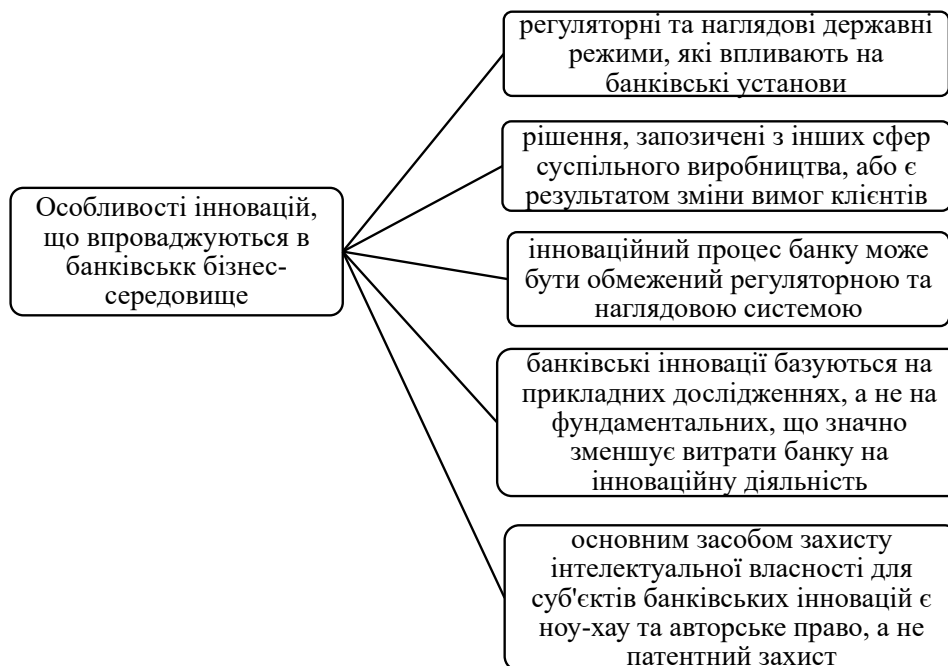 Особливості інновацій,
що впроваджуються в
банківськк бізнес-
середовище
регуляторні та наглядові державні
режими, які впливають на
банківські установи
рішення, запозичені з інших сфер
суспільного виробництва, або є
результатом зміни вимог клієнтів
інноваційний процес банку може
бути обмежений регуляторною та
наглядовою системою
банківські інновації базуються на
прикладних дослідженнях, а не на
фундаментальних, що значно
зменшує витрати банку на
інноваційну діяльність
основним засобом захисту
інтелектуальної власності для
суб'єктів банківських інновацій є
ноу-хау та авторське право, а не
патентний захист